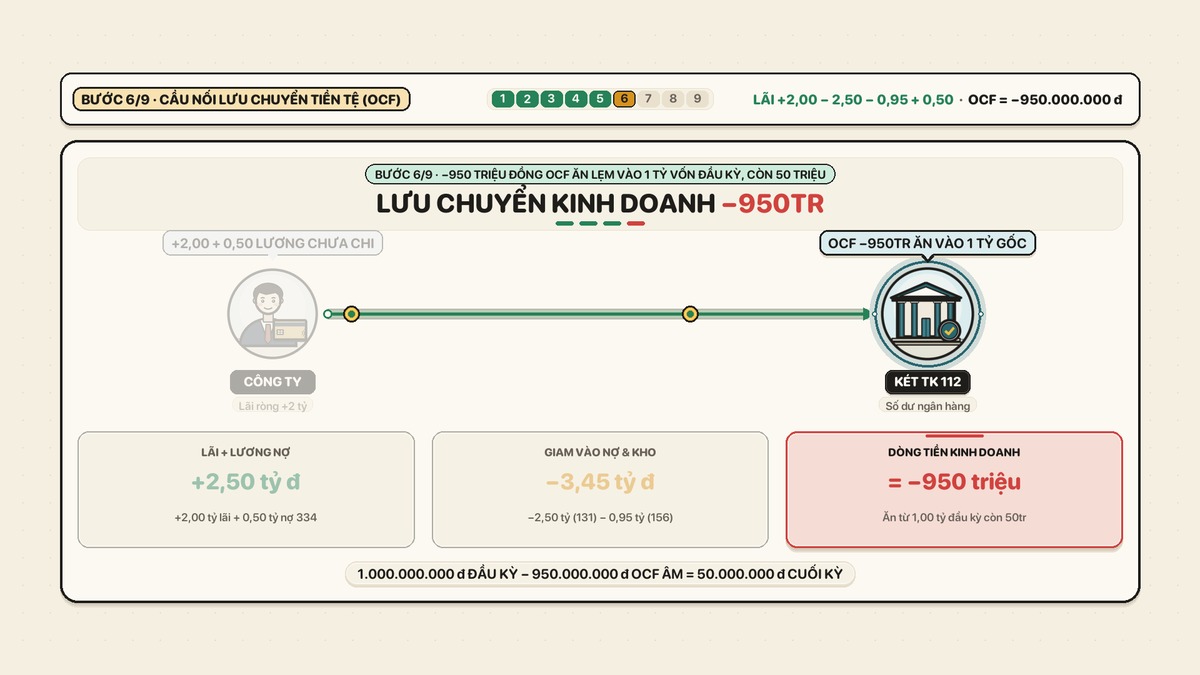 BƯỚC 6/9 · CẦU NỐI LƯU CHUYỂN TIỀN TỆ (OCF)
1 2 3 4 5 6 7 8 9
LÃI +2,00 − 2,50 − 0,95 + 0,50 · OCF = −950.000.000 đ
BƯỚC 6/9 · −950 TRIỆU ĐỒNG OCF ĂN LẸM VÀO 1 TỶ VỐN ĐẦU KỲ, CÒN 50 TRIỆU
LƯU CHUYỂN KINH DOANH −950TR
+2,00 + 0,50 LƯƠNG CHƯA CHI
OCF −950TR ĂN VÀO 1 TỶ GỐC
CÔNG TY
Lãi ròng +2 tỷ
KÉT TK 112
Số dư ngân hàng
LÃI + LƯƠNG NỢ
+2,50 tỷ đ
+2,00 tỷ lãi + 0,50 tỷ nợ 334
GIAM VÀO NỢ & KHO
−3,45 tỷ đ
−2,50 tỷ (131) − 0,95 tỷ (156)
DÒNG TIỀN KINH DOANH
= −950 triệu
Ăn từ 1,00 tỷ đầu kỳ còn 50tr
1.000.000.000 đ ĐẦU KỲ − 950.000.000 đ OCF ÂM = 50.000.000 đ CUỐI KỲ